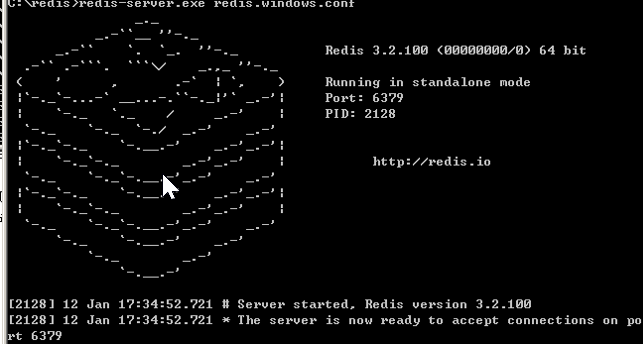 C:\redis>redis-server.exe redis.windows.conf
Redis 3.2.100 (00000000/0) 64 bit
Running in standalone mode
Port: 6379
PID: 2128
http://redis.io
[2128] 12 Jan 17:34:52.721 # Server started, Redis version 3.2.100
[2128] 12 Jan 17:34:52.721 * The server is now ready to accept connections on po
rt 6379